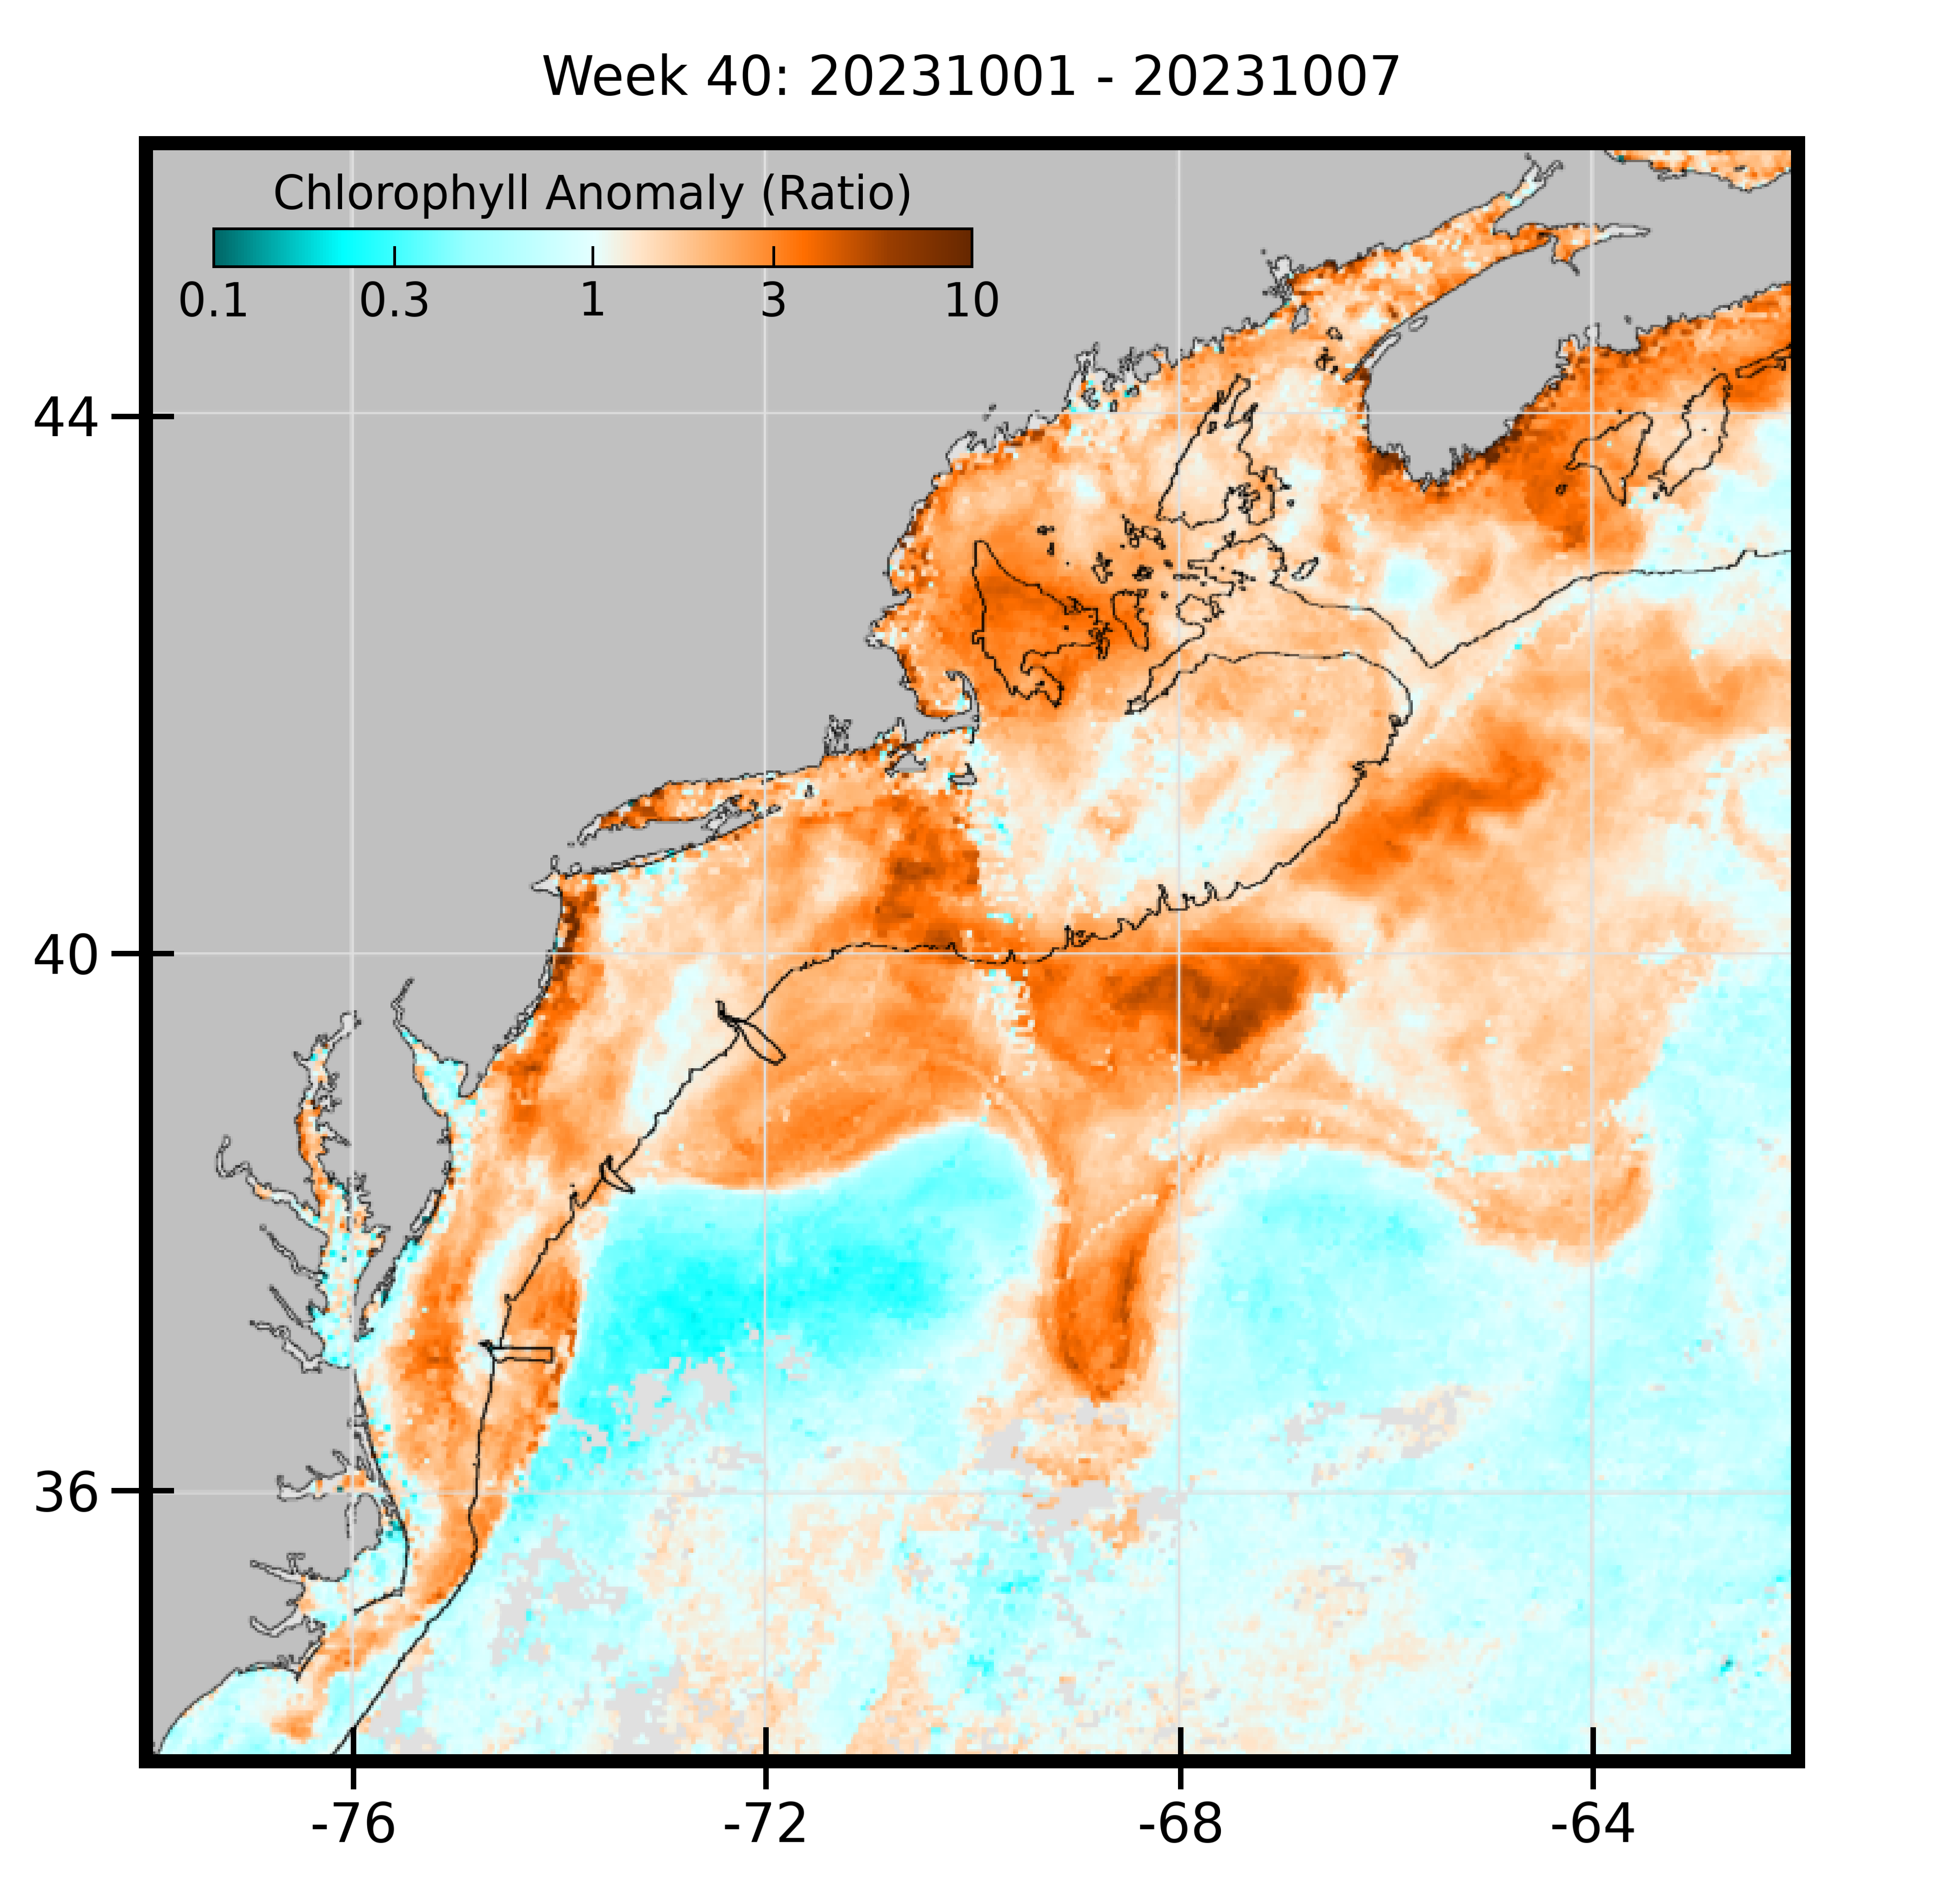 Week 40: 20231001 - 20231007
Chlorophyll Anomaly (Ratio)
0.1 0.3 1 3 10
44
40
36
-76 -72 -68 -64